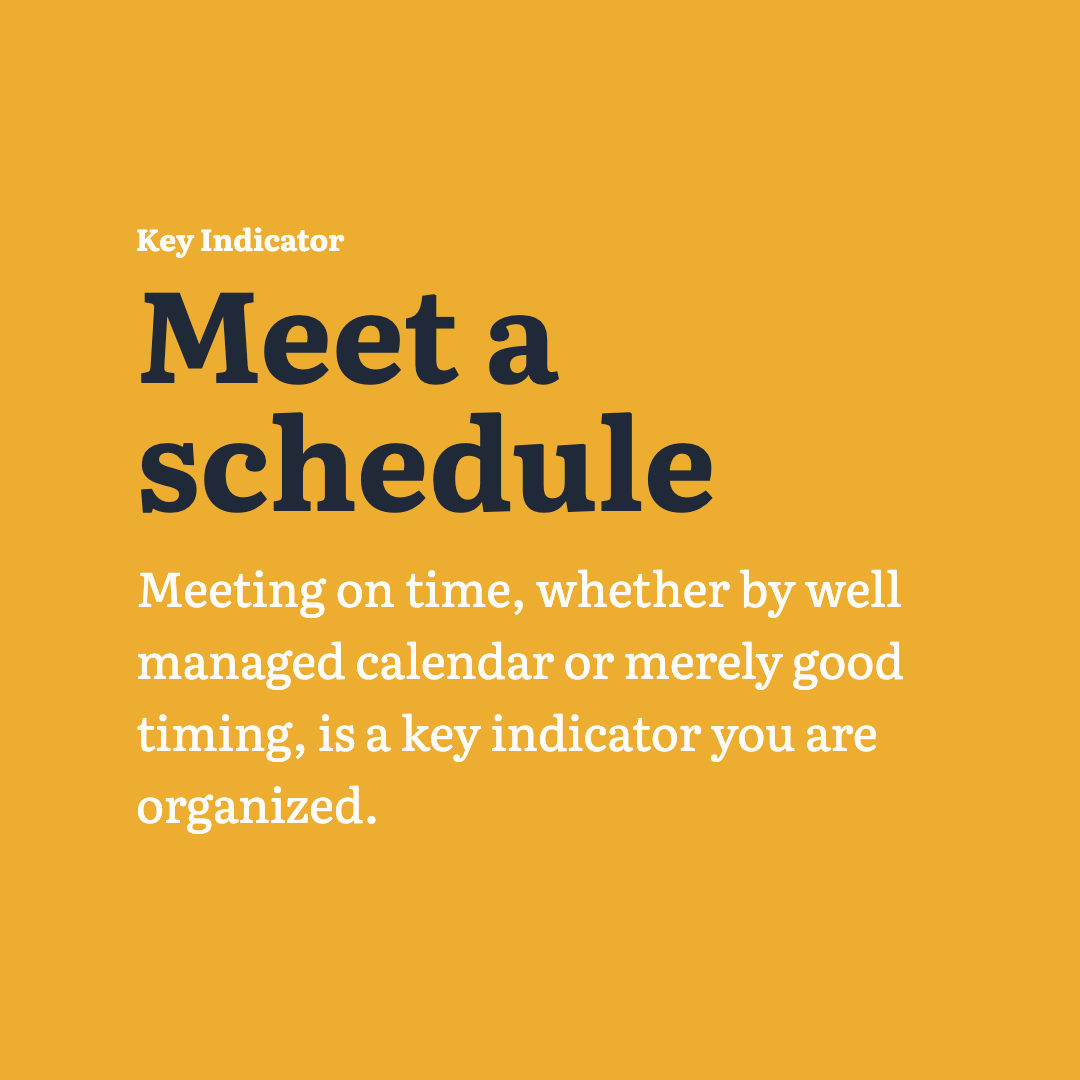 Key Indicator
Meet a
schedule
Meeting on time, whether by well
managed calendar or merely good
timing, is a key indicator you are
organized.